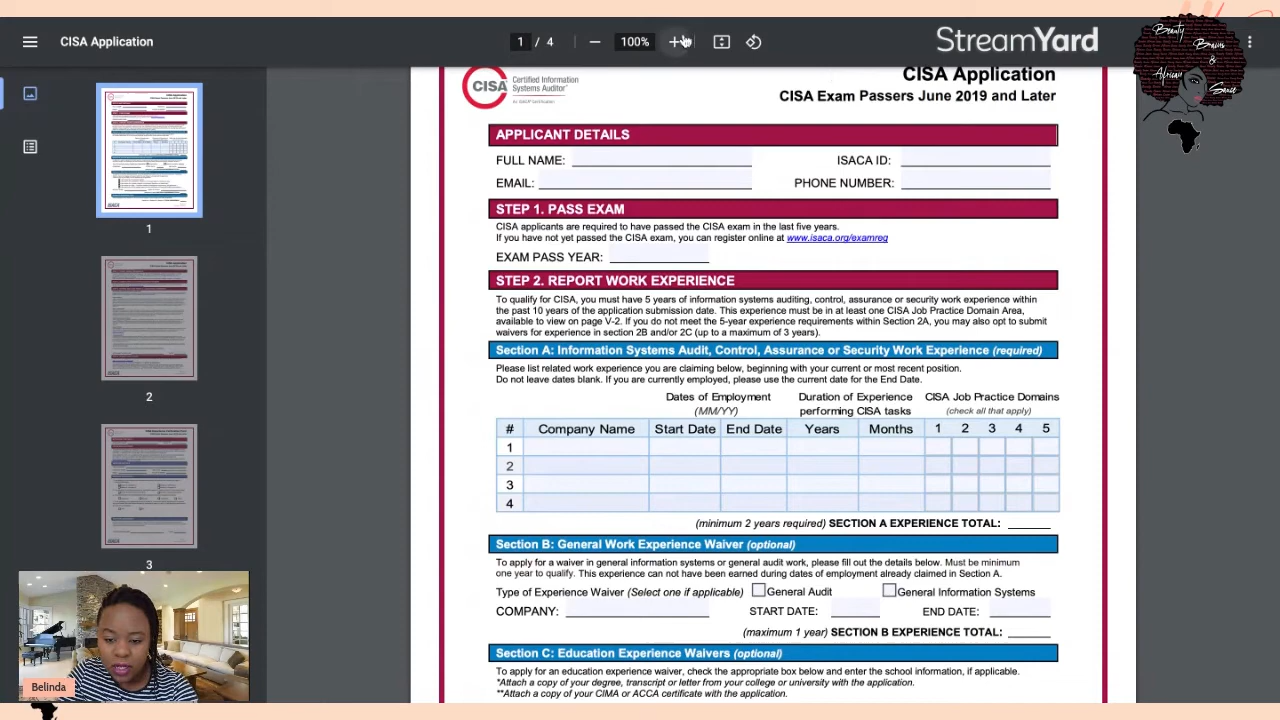 CISA Application
1 / 4
100%
StreamYard
Beauty
Brains
&
African
Sauce
CISA
Certified Information
Systems Auditor
An ISACA Certification
CISA Application
CISA Exam Passers June 2019 and Later
APPLICANT DETAILS
FULL NAME:
ISACA ID:
EMAIL:
PHONE NUMBER:
STEP 1. PASS EXAM
CISA applicants are required to have passed the CISA exam in the last five years.
If you have not yet passed the CISA exam, you can register online at www.isaca.org/examreg
EXAM PASS YEAR:
STEP 2. REPORT WORK EXPERIENCE
To qualify for CISA, you must have 5 years of information systems auditing, control, assurance or security work experience within
the past 10 years of the application submission date. This experience must be in at least one CISA Job Practice Domain Area,
available to view on page V-2. If you do not meet the 5-year experience requirements within Section 2A, you may also opt to submit
waivers for experience in section 2B and/or 2C (up to a maximum of 3 years).
Section A: Information Systems Audit, Control, Assurance or Security Work Experience (required)
Please list related work experience you are claiming below, beginning with your current or most recent position.
Do not leave dates blank. If you are currently employed, please use the current date for the End Date.
Dates of Employment Duration of Experience CISA Job Practice Domains
(MM/YY) performing CISA tasks (check all that apply)
# Company Name Start Date End Date Years Months 1 2 3 4 5
1
2
3
4
(minimum 2 years required) SECTION A EXPERIENCE TOTAL:
Section B: General Work Experience Waiver (optional)
To apply for a waiver in general information systems or general audit work, please fill out the details below. Must be minimum
one year to qualify. This experience can not have been earned during dates of employment already claimed in Section A.
Type of Experience Waiver (Select one if applicable) General Audit General Information Systems
COMPANY: START DATE: END DATE:
(maximum 1 year) SECTION B EXPERIENCE TOTAL:
Section C: Education Experience Waivers (optional)
To apply for an education experience waiver, check the appropriate box below and enter the school information, if applicable.
*Attach a copy of your degree, transcript or letter from your college or university with the application.
**Attach a copy of your CIMA or ACCA certificate with the application.
1
2
3
Belinda